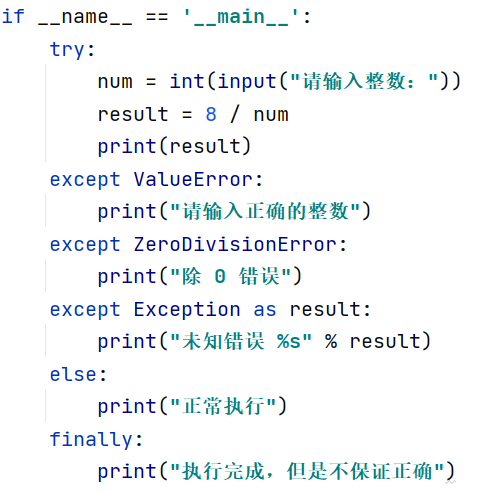 if __name__ == '__main__':
    try:
        num = int(input("请输入整数："))
        result = 8 / num
        print(result)
    except ValueError:
        print("请输入正确的整数")
    except ZeroDivisionError:
        print("除 0 错误")
    except Exception as result:
        print("未知错误 %s" % result)
    else:
        print("正常执行")
    finally:
        print("执行完成，但是不保证正确")